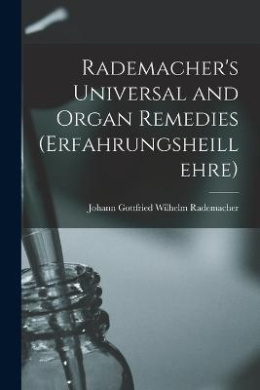 Rademacher's
Universal and
Organ Remedies
(Erfahrungsheill
ehre)
Johann Gottfried Wilhelm Rademacher